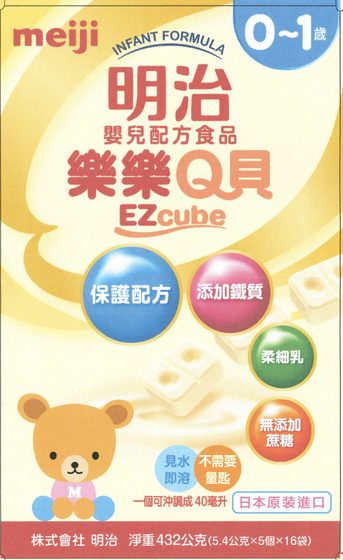 meiji
INFANT FORMULA
0~1歲
明治
嬰兒配方食品
樂樂Q貝
EZcube
保護配方
添加鐵質
柔細乳
無添加
蔗糖
見水
即溶
不需要
量匙
一個可沖調成40毫升
日本原裝進口
M
株式會社 明治 淨重432公克(5.4公克×5個×16袋)